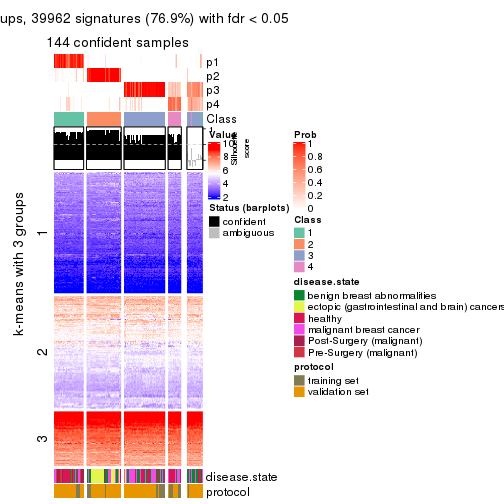 ups, 39962 signatures (76.9%) with fdr < 0.05
144 confident samples
p1
p2
p3
p4
Class
1
Silhouette
score
k-means with 3 groups
1
2
3
disease.state
protocol
Value
10
8
6
4
2
Status (barplots)
confident
ambiguous
Prob
1
0.8
0.6
0.4
0.2
0
Class
1
2
3
4
disease.state
benign breast abnormalities
ectopic (gastrointestinal and brain) cancers
healthy
malignant breast cancer
Post-Surgery (malignant)
Pre-Surgery (malignant)
protocol
training set
validation set